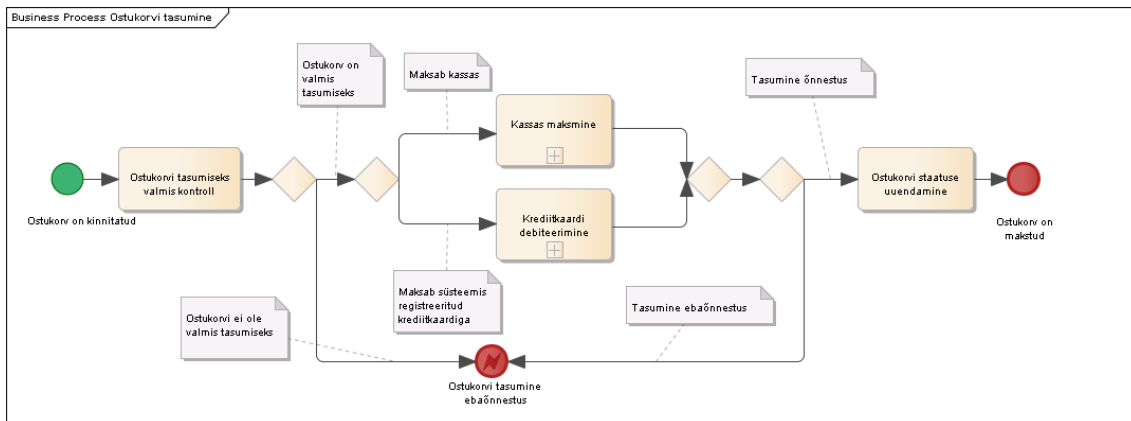 Business Process Ostukorvi tasumine
Ostukorv on
valmis
tasumiseks
Maksab kassas
Tasumine õnnestus
Kassas maksmine
Ostukorvi tasumiseks
valmis kontroll
Ostukorvi staatuse
uuendamine
Ostukorv on kinnitatud
Krediitkaardi
debiteerimine
Ostukorv on
makstud
Maksab süsteemis
registreeritud
krediitkaardiga
Ostukorvi ei ole
valmis tasumiseks
Tasumine ebaõnnestus
Ostukorvi tasumine
ebaõnnestus